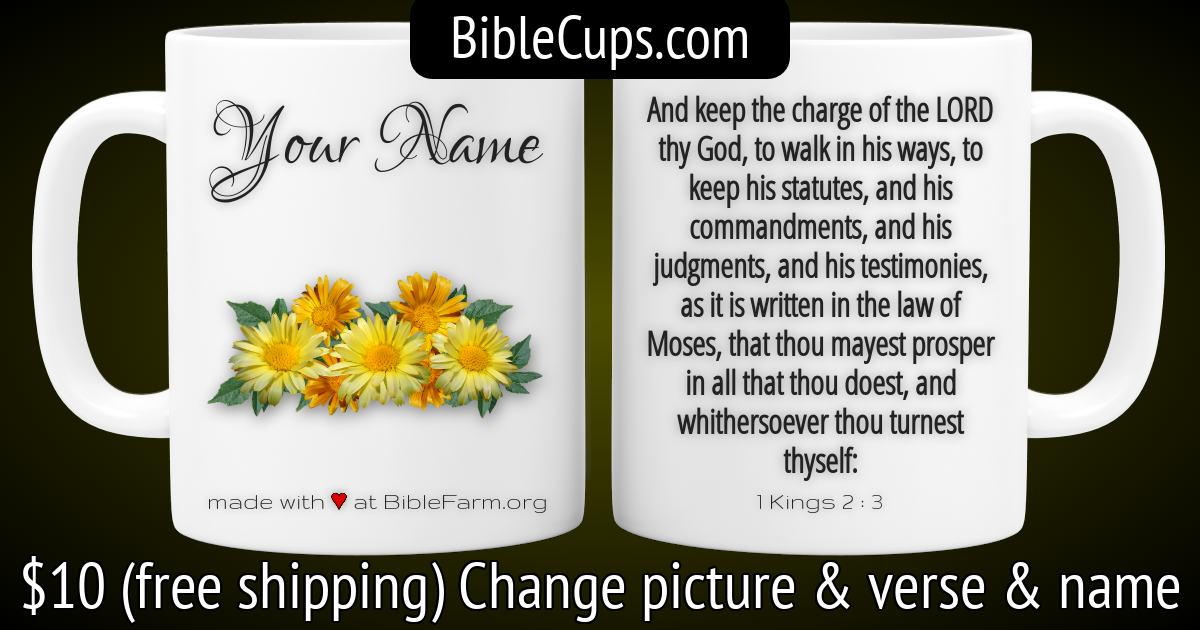 BibleCups.com
Your Name
made with ❤ at BibleFarm.org
And keep the charge of the LORD
thy God, to walk in his ways, to
keep his statutes, and his
commandments, and his
judgments, and his testimonies,
as it is written in the law of
Moses, that thou mayest prosper
in all that thou doest, and
whithersoever thou turnest
thyself:
1 Kings 2 : 3
$10 (free shipping) Change picture & verse & name